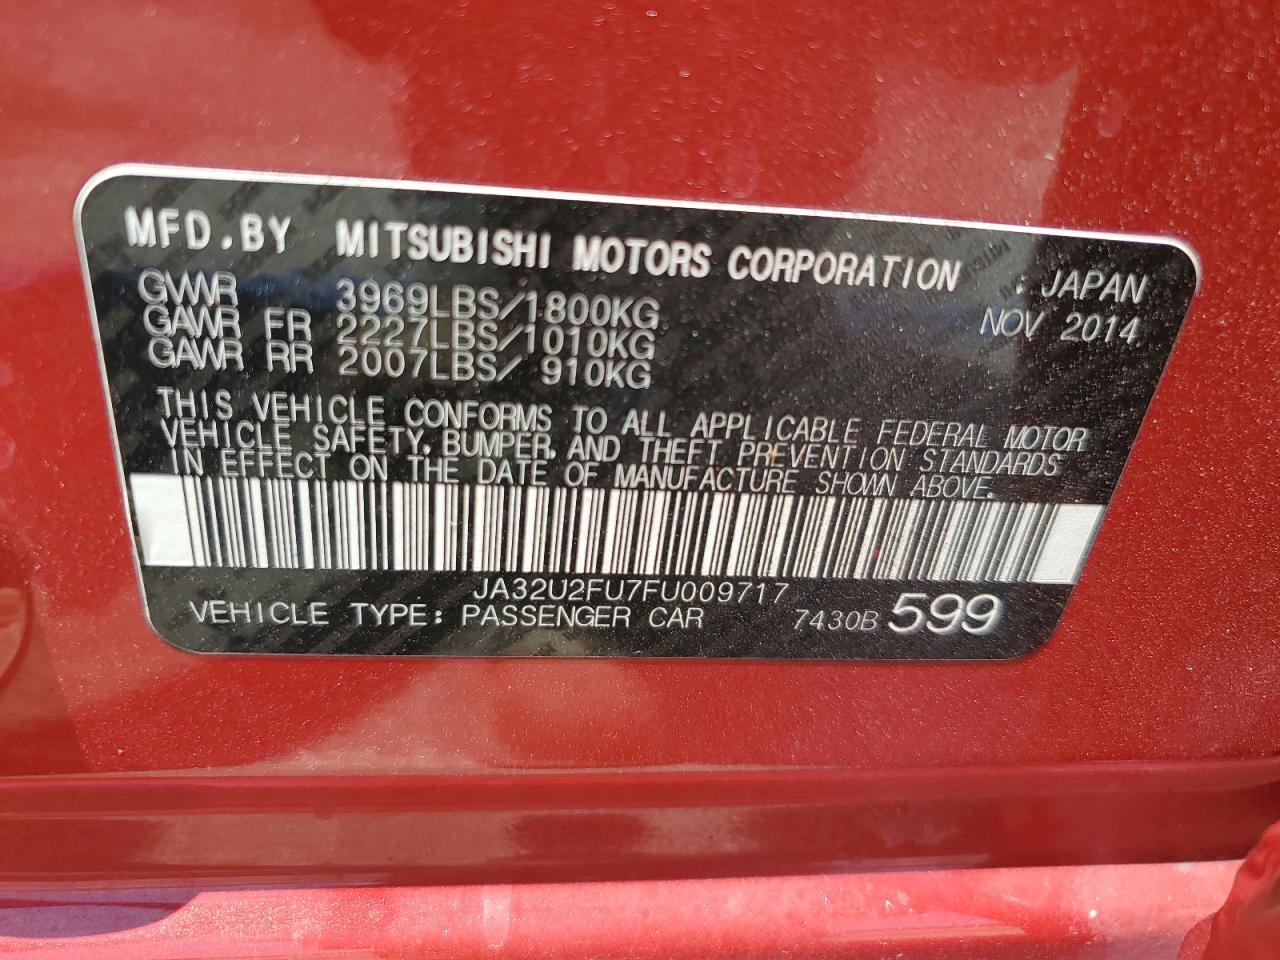 MFD.BY MITSUBISHI MOTORS CORPORATION : JAPAN
GVWR 3969LBS/1800KG NOV 2014
GAWR FR 2227LBS/1010KG
GAWR RR 2007LBS/ 910KG
THIS VEHICLE CONFORMS TO ALL APPLICABLE FEDERAL MOTOR
VEHICLE SAFETY, BUMPER, AND THEFT PREVENTION STANDARDS
IN EFFECT ON THE DATE OF MANUFACTURE SHOWN ABOVE.
JA32U2FU7FU009717
VEHICLE TYPE: PASSENGER CAR 7430B 599